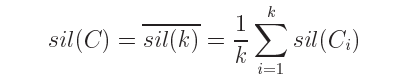 $sil(C) = \overline{sil(k)} = \frac{1}{k} \sum_{i=1}^{k} sil(C_i)$